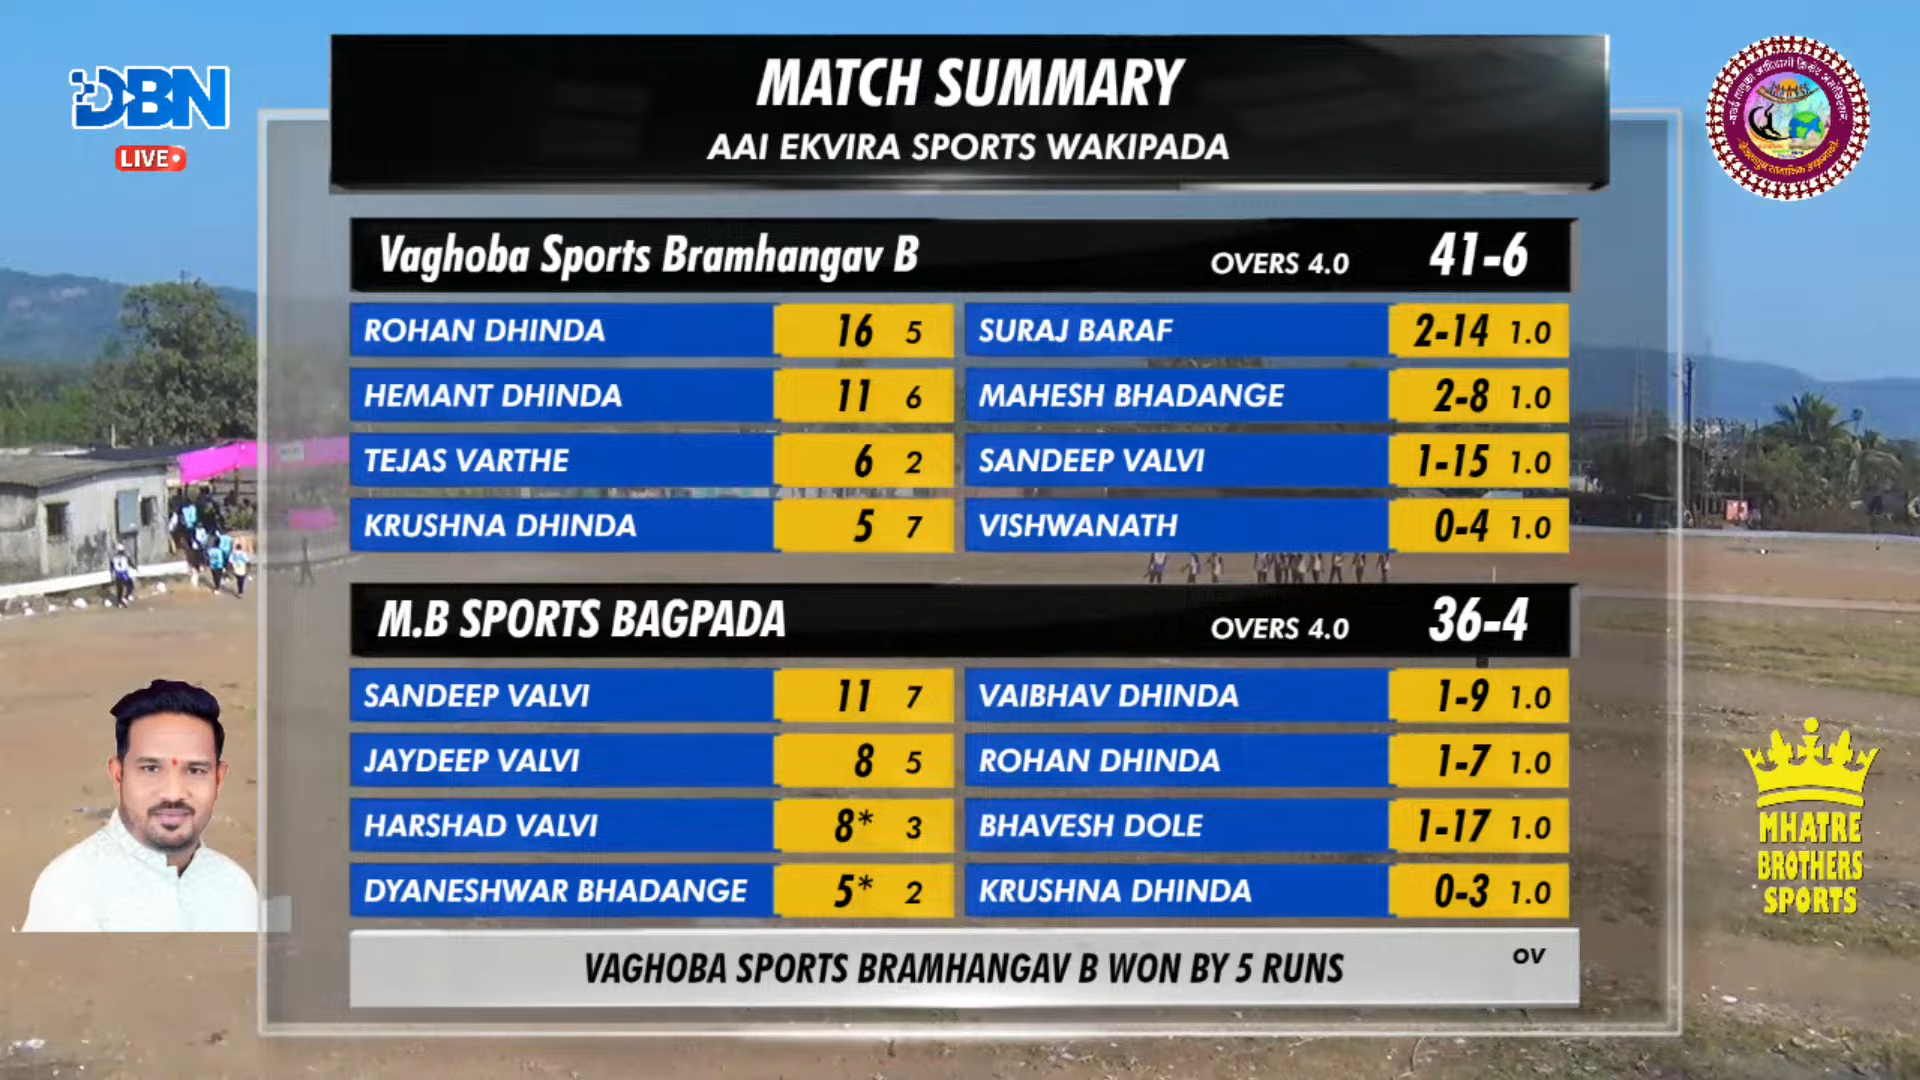 DBN
LIVE
MATCH SUMMARY
AAI EKVIRA SPORTS WAKIPADA
Vaghoba Sports Bramhangav B OVERS 4.0 41-6
ROHAN DHINDA 16 5 SURAJ BARAF 2-14 1.0
HEMANT DHINDA 11 6 MAHESH BHADANGE 2-8 1.0
TEJAS VARTHE 6 2 SANDEEP VALVI 1-15 1.0
KRUSHNA DHINDA 5 7 VISHWANATH 0-4 1.0
M.B SPORTS BAGPADA OVERS 4.0 36-4
SANDEEP VALVI 11 7 VAIBHAV DHINDA 1-9 1.0
JAYDEEP VALVI 8 5 ROHAN DHINDA 1-7 1.0
HARSHAD VALVI 8* 3 BHAVESH DOLE 1-17 1.0
DYANESHWAR BHADANGE 5* 2 KRUSHNA DHINDA 0-3 1.0
VAGHOBA SPORTS BRAMHANGAV B WON BY 5 RUNS OV
MHATRE
BROTHERS
SPORTS